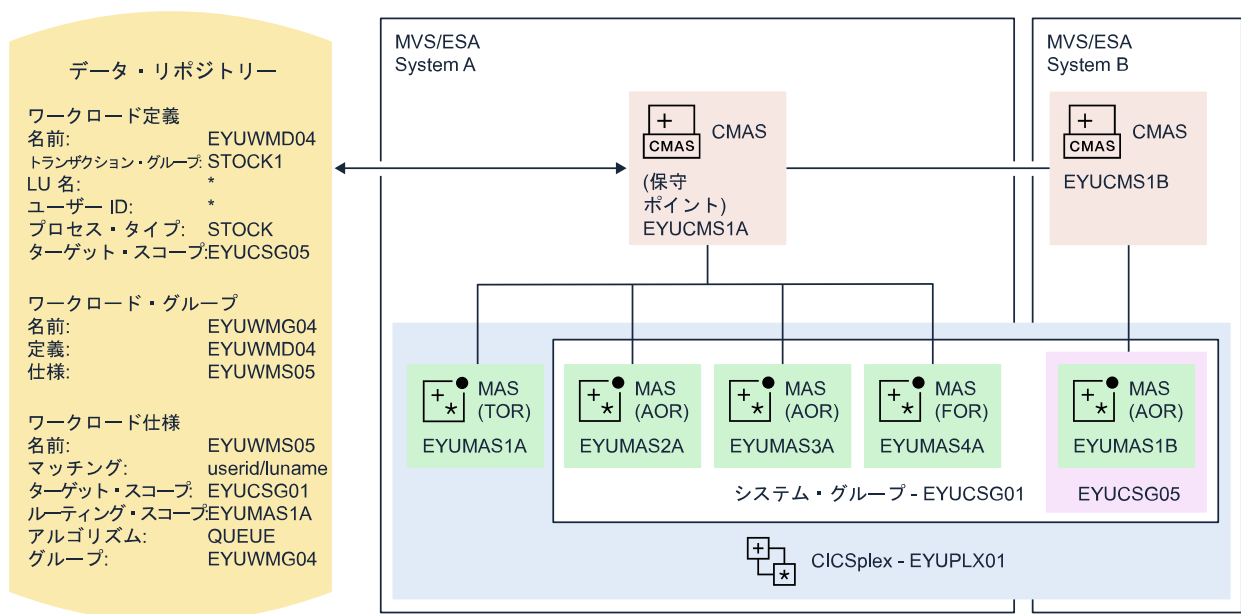 データ・リポジトリー
ワークロード定義
名前: EYUWMD04
トランザクション・グループ: STOCK1
LU 名: *
ユーザー ID: *
プロセス・タイプ: STOCK
ターゲット・スコープ:EYUCSG05
ワークロード・グループ
名前: EYUWMG04
定義: EYUWMD04
仕様: EYUWMS05
ワークロード仕様
名前: EYUWMS05
マッチング: userid/luname
ターゲット・スコープ: EYUCSG01
ルーティング・スコープ:EYUMAS1A
アルゴリズム: QUEUE
グループ: EYUWMG04
MVS/ESA
System A
CMAS
CMAS
(保守
ポイント)
EYUCMS1A
MVS/ESA
System B
CMAS
CMAS
EYUCMS1B
MAS
(TOR)
EYUMAS1A
MAS
(AOR)
EYUMAS2A
MAS
(AOR)
EYUMAS3A
MAS
(FOR)
EYUMAS4A
MAS
(AOR)
EYUMAS1B
システム・グループ - EYUCSG01
EYUCSG05
CICSplex - EYUPLX01